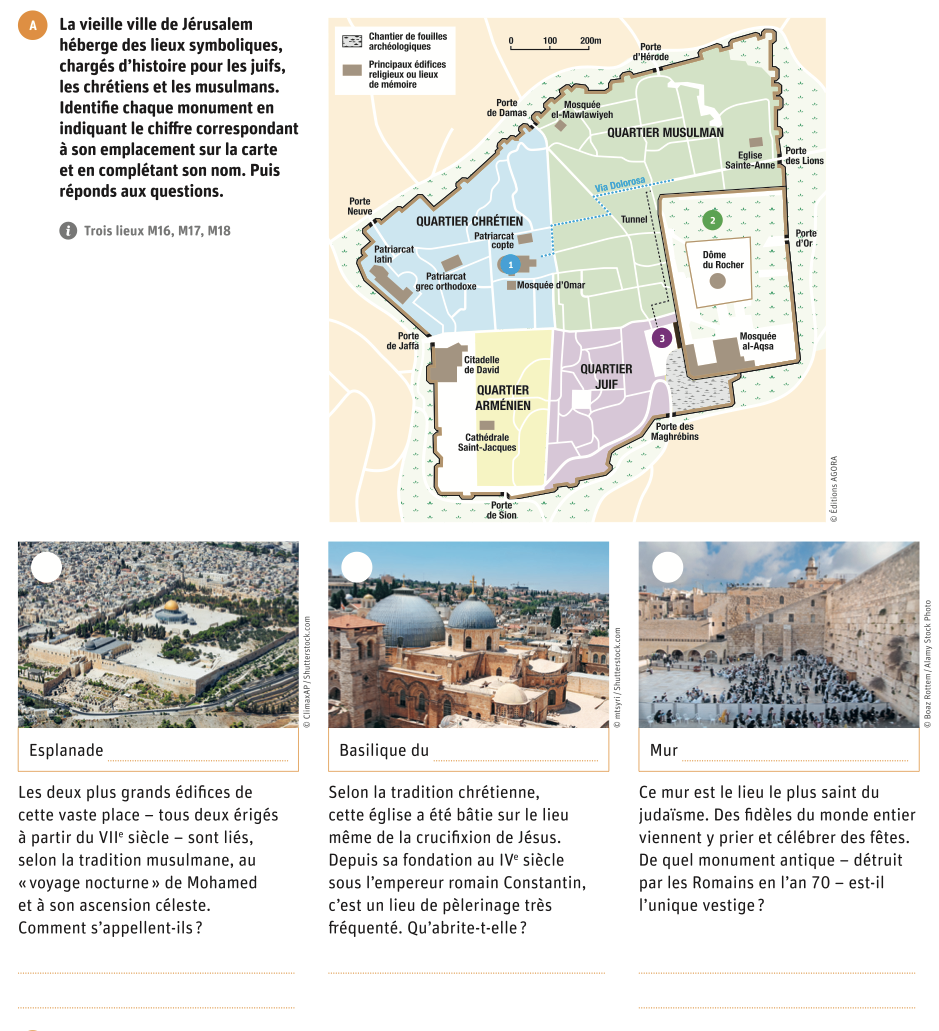 A
La vieille ville de Jérusalem
héberge des lieux symboliques,
chargés d’histoire pour les juifs,
les chrétiens et les musulmans.
Identifie chaque monument en
indiquant le chiffre correspondant
à son emplacement sur la carte
et en complétant son nom. Puis
réponds aux questions.
i Trois lieux M16, M17, M18
Chantier de fouilles
archéologiques
Principaux édifices
religieux ou lieux
de mémoire
0 100 200m
Porte
d’Hérode
Porte
de Damas
Mosquée
el-Mawlawiyeh
QUARTIER MUSULMAN
Eglise
Sainte-Anne
Porte
des Lions
Via Dolorosa
Porte
Neuve
QUARTIER CHRÉTIEN
Tunnel
2
Porte
d’Or
Patriarcat
copte
Patriarcat
latin
1
Patriarcat
grec orthodoxe
Mosquée d’Omar
Dôme
du Rocher
Porte
de Jaffa
3
Mosquée
al-Aqsa
Citadelle
de David
QUARTIER
JUIF
QUARTIER
ARMÉNIEN
Cathédrale
Saint-Jacques
Porte des
Maghrébins
Porte
de Sion
© Éditions AGORA
© ClimaxAP / Shutterstock.com
© mtsyri / Shutterstock.com
© Boaz Rottem / Alamy Stock Photo
Esplanade
Les deux plus grands édifices de
cette vaste place – tous deux érigés
à partir du VIIe siècle – sont liés,
selon la tradition musulmane, au
« voyage nocturne » de Mohamed
et à son ascension céleste.
Comment s’appellent-ils ?
Basilique du
Selon la tradition chrétienne,
cette église a été bâtie sur le lieu
même de la crucifixion de Jésus.
Depuis sa fondation au IVe siècle
sous l’empereur romain Constantin,
c’est un lieu de pèlerinage très
fréquenté. Qu’abrite-t-elle ?
Mur
Ce mur est le lieu le plus saint du
judaïsme. Des fidèles du monde entier
viennent y prier et célébrer des fêtes.
De quel monument antique – détruit
par les Romains en l’an 70 – est-il
l’unique vestige ?